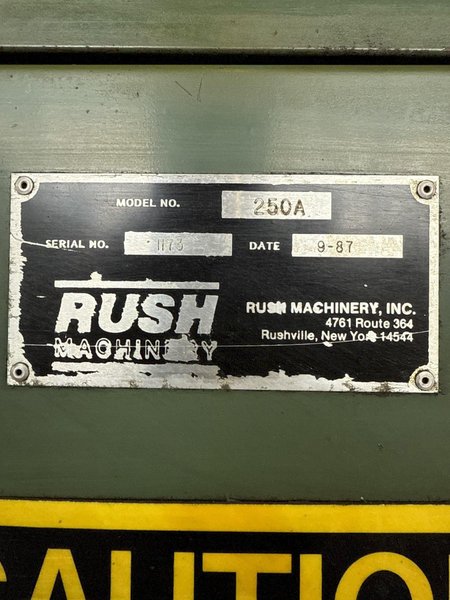 MODEL NO. 250A
SERIAL NO. 1173 DATE 9-87
RUSH
MACHINERY
RUSH MACHINERY, INC.
4761 Route 364
Rushville, New York 14544
CAUTION